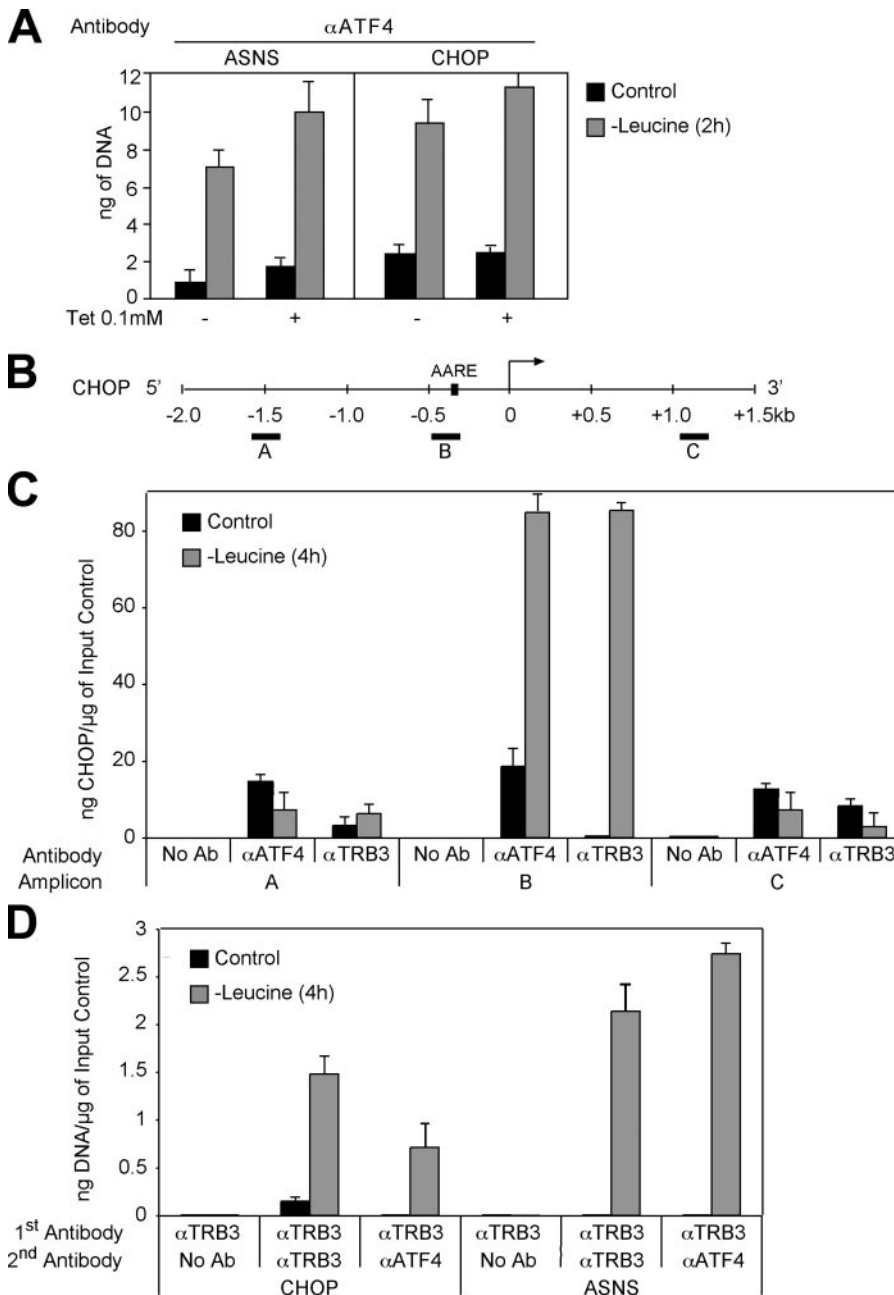 A
Antibody αATF4
ASNS CHOP
12
10
8
6
4
2
0
ng of DNA
Control
-Leucine (2h)
Tet 0.1mM - + - +
B
AARE
CHOP 5' 3'
-2.0 -1.5 -1.0 -0.5 0 +0.5 +1.0 +1.5kb
A B C
C
Control
-Leucine (4h)
80
60
40
20
0
ng CHOP/µg of Input Control
Antibody No Ab αATF4 αTRB3 No Ab αATF4 αTRB3 No Ab αATF4 αTRB3
Amplicon A B C
D
Control
-Leucine (4h)
3
2.5
2
1.5
1
0.5
0
ng DNA/µg of Input Control
1st Antibody αTRB3 αTRB3 αTRB3 αTRB3 αTRB3 αTRB3
2nd Antibody No Ab αTRB3 αATF4 No Ab αTRB3 αATF4
CHOP ASNS